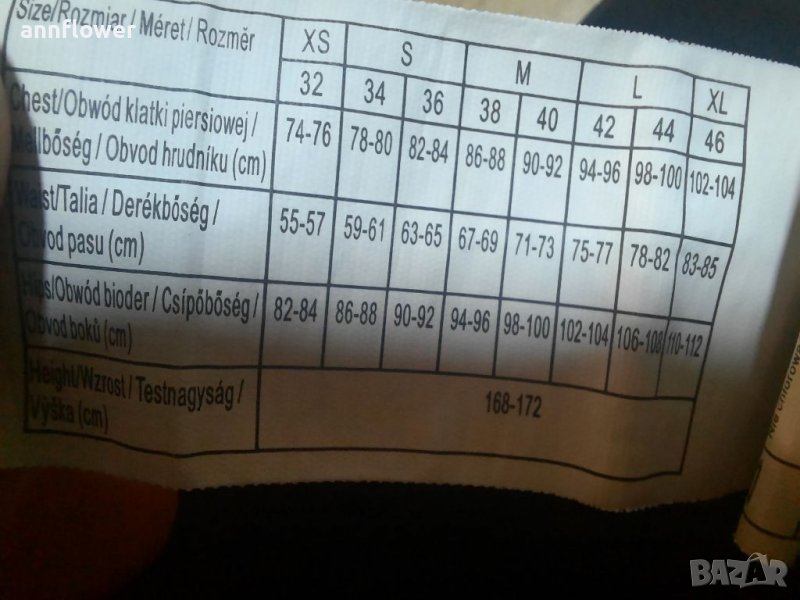 annflower
Size/Rozmiar / Méret / Rozměr XS S M L XL
32 34 36 38 40 42 44 46
Chest/Obwód klatki piersiowej /
Mellbőség / Obvod hrudníku (cm) 74-76 78-80 82-84 86-88 90-92 94-96 98-100 102-104
Waist/Talia / Derékbőség /
Obvod pasu (cm) 55-57 59-61 63-65 67-69 71-73 75-77 78-82 83-85
Hips/Obwód bioder / Csípőbőség /
Obvod boků (cm) 82-84 86-88 90-92 94-96 98-100 102-104 106-108 110-112
Height/Wzrost / Testnagyság /
Výška (cm) 168-172
BAZAR